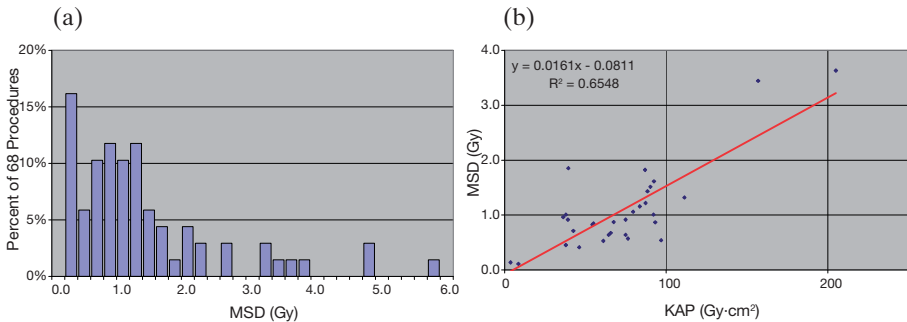 (a)
20%
15%
10%
5%
0%
Percent of 68 Procedures
0.0 1.0 2.0 3.0 4.0 5.0 6.0
MSD (Gy)
(b)
4.0
3.0
2.0
1.0
0.0
MSD (Gy)
y = 0.0161x - 0.0811
R² = 0.6548
0 100 200
KAP (Gy·cm²)